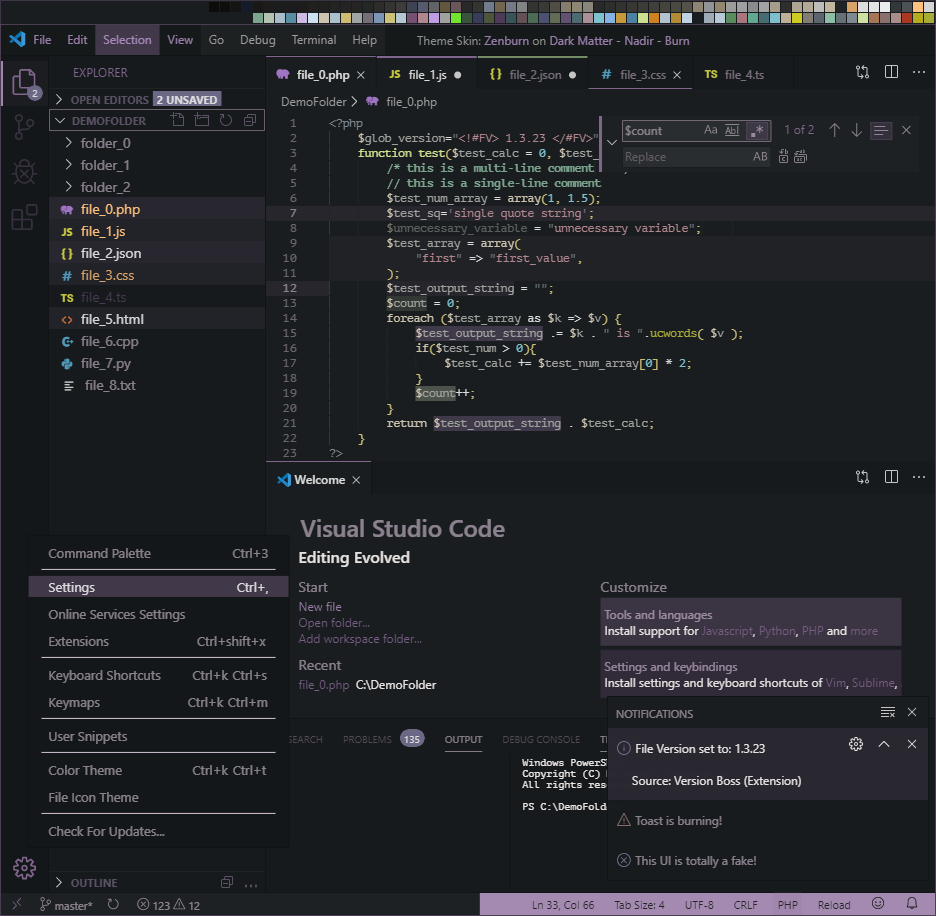 File Edit Selection View Go Debug Terminal Help Theme Skin: Zenburn on Dark Matter - Nadir - Burn
EXPLORER
OPEN EDITORS 2 UNSAVED
DEMOFOLDER
folder_0
folder_1
folder_2
file_0.php
JS file_1.js
{} file_2.json
# file_3.css
TS file_4.ts
<> file_5.html
file_6.cpp
file_7.py
file_8.txt
2
file_0.php
JS file_1.js
{} file_2.json
# file_3.css
TS file_4.ts
DemoFolder > file_0.php
$count Aa Abl .* 1 of 2
Replace AB
1 <?php
2 $glob_version="<!#FV> 1.3.23 </#FV>"
3 function test($test_calc = 0, $test_
4 /* this is a multi-line comment
5 // this is a single-line comment
6 $test_num_array = array(1, 1.5);
7 $test_sq='single quote string';
8 $unnecessary_variable = "unnecessary variable";
9 $test_array = array(
10 "first" => "first_value",
11 );
12 $test_output_string = "";
13 $count = 0;
14 foreach ($test_array as $k => $v) {
15 $test_output_string .= $k . " is ".ucwords( $v );
16 if($test_num > 0){
17 $test_calc += $test_num_array[0] * 2;
18 }
19 $count++;
20 }
21 return $test_output_string . $test_calc;
22 }
23 ?>
Welcome
Visual Studio Code
Editing Evolved
Start
New file
Open folder...
Add workspace folder...
Recent
file_0.php C:\DemoFolder
Customize
Tools and languages
Install support for Javascript, Python, PHP and more
Settings and keybindings
Install settings and keyboard shortcuts of Vim, Sublime,
Command Palette Ctrl+3
Settings Ctrl+,
Online Services Settings
Extensions Ctrl+shift+x
Keyboard Shortcuts Ctrl+k Ctrl+s
Keymaps Ctrl+k Ctrl+m
User Snippets
Color Theme Ctrl+k Ctrl+t
File Icon Theme
Check For Updates...
SEARCH PROBLEMS 135 OUTPUT DEBUG CONSOLE
Windows PowerS
Copyright (C)
All rights res
PS C:\DemoFold
NOTIFICATIONS
File Version set to: 1.3.23
Source: Version Boss (Extension)
Toast is burning!
This UI is totally a fake!
OUTLINE
master* 123 12 Ln 33, Col 66 Tab Size: 4 UTF-8 CRLF PHP Reload